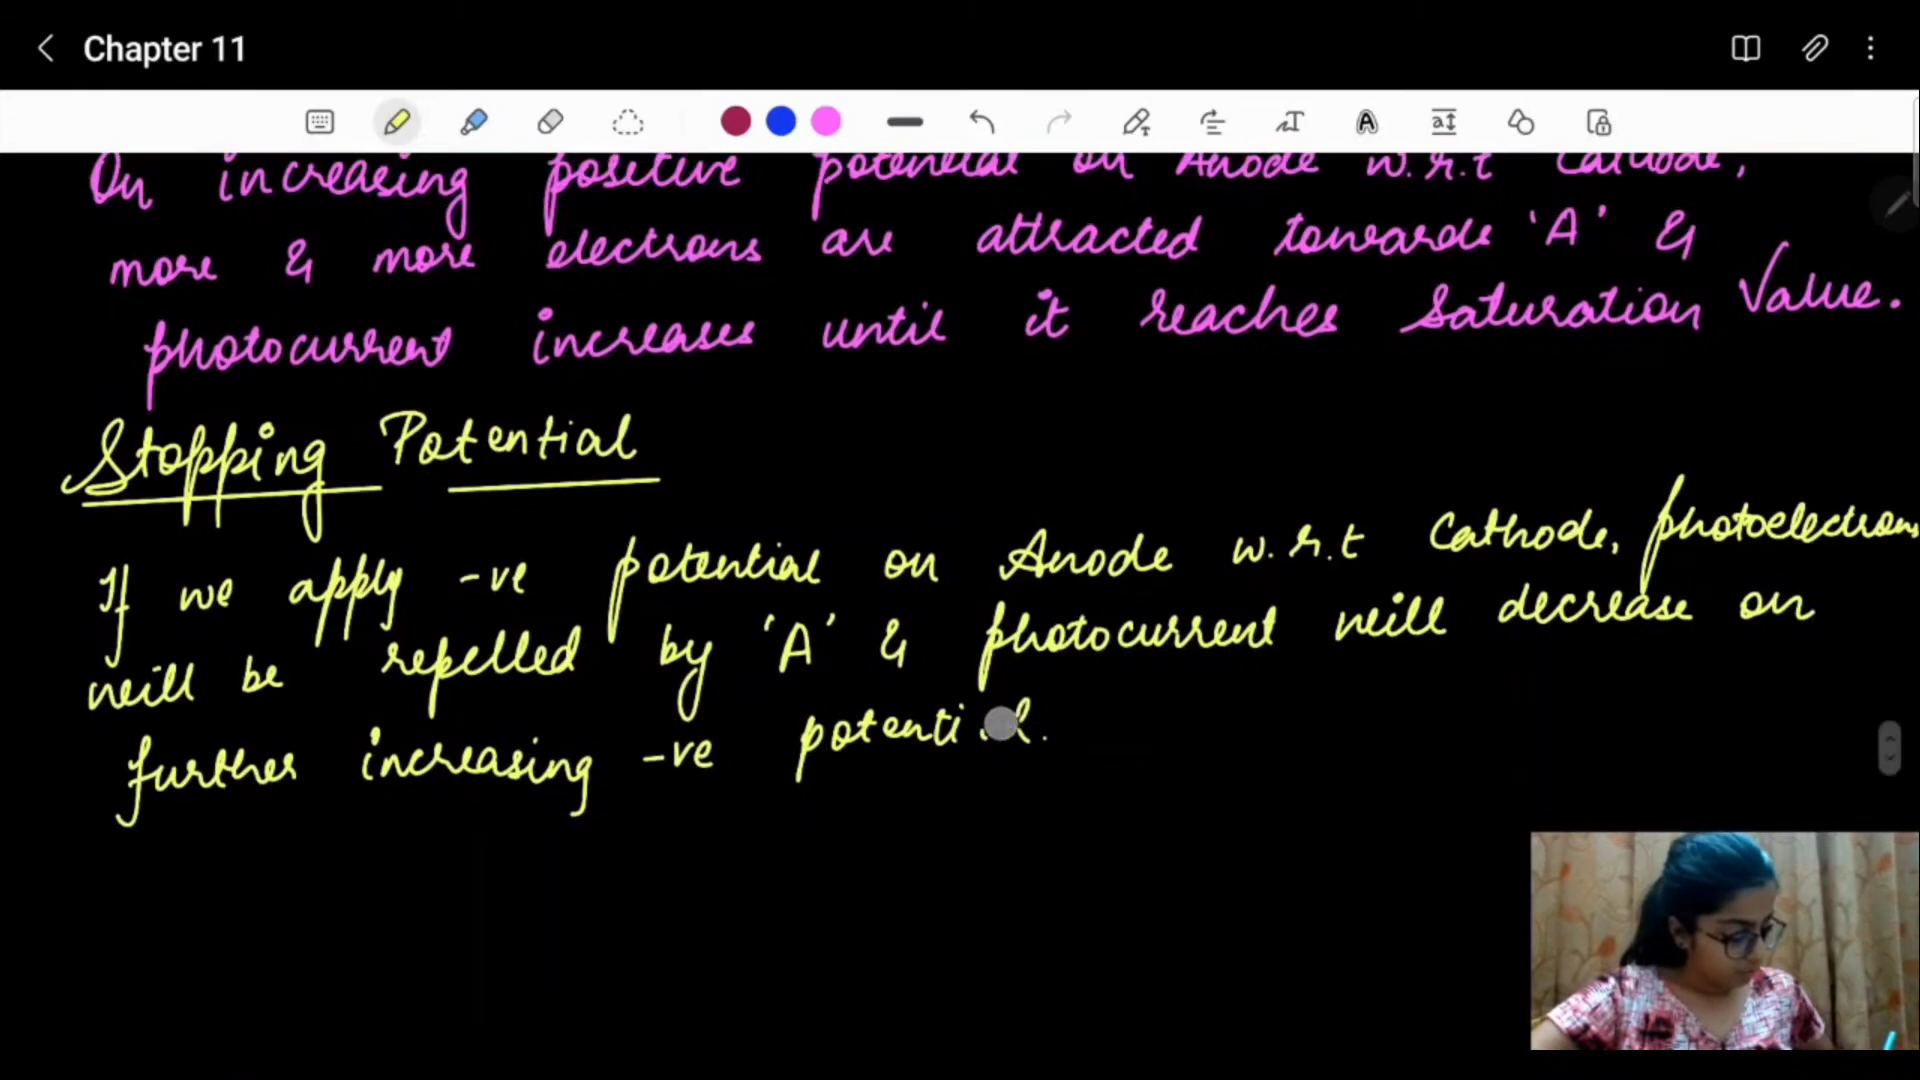 Chapter 11
On increasing positive potential on Anode w.r.t Cathode,
more & more electrons are attracted towards 'A' &
photocurrent increases until it reaches Saturation Value.
Stopping Potential
If we apply -ve potential on Anode w.r.t Cathode, photoelectrons
will be repelled by 'A' & photocurrent will decrease on
further increasing -ve potential.